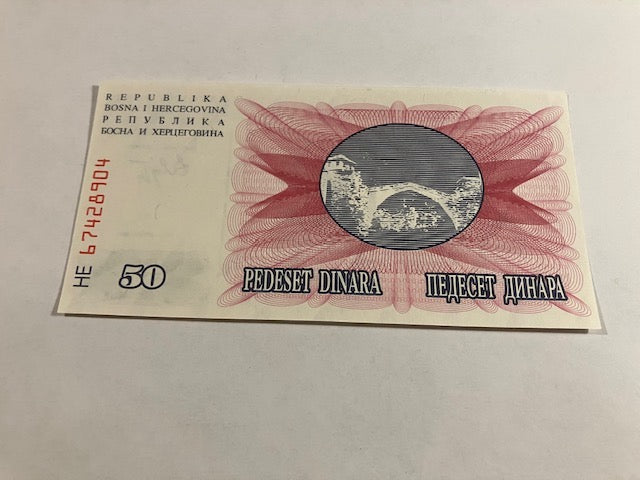 REPUBLIKA
BOSNA I HERCEGOVINA
РЕПУБЛИКА
БОСНА И ХЕРЦЕГОВИНА
HE 67428904
50
PEDESET DINARA
ПЕДЕСЕТ ДИНАРА